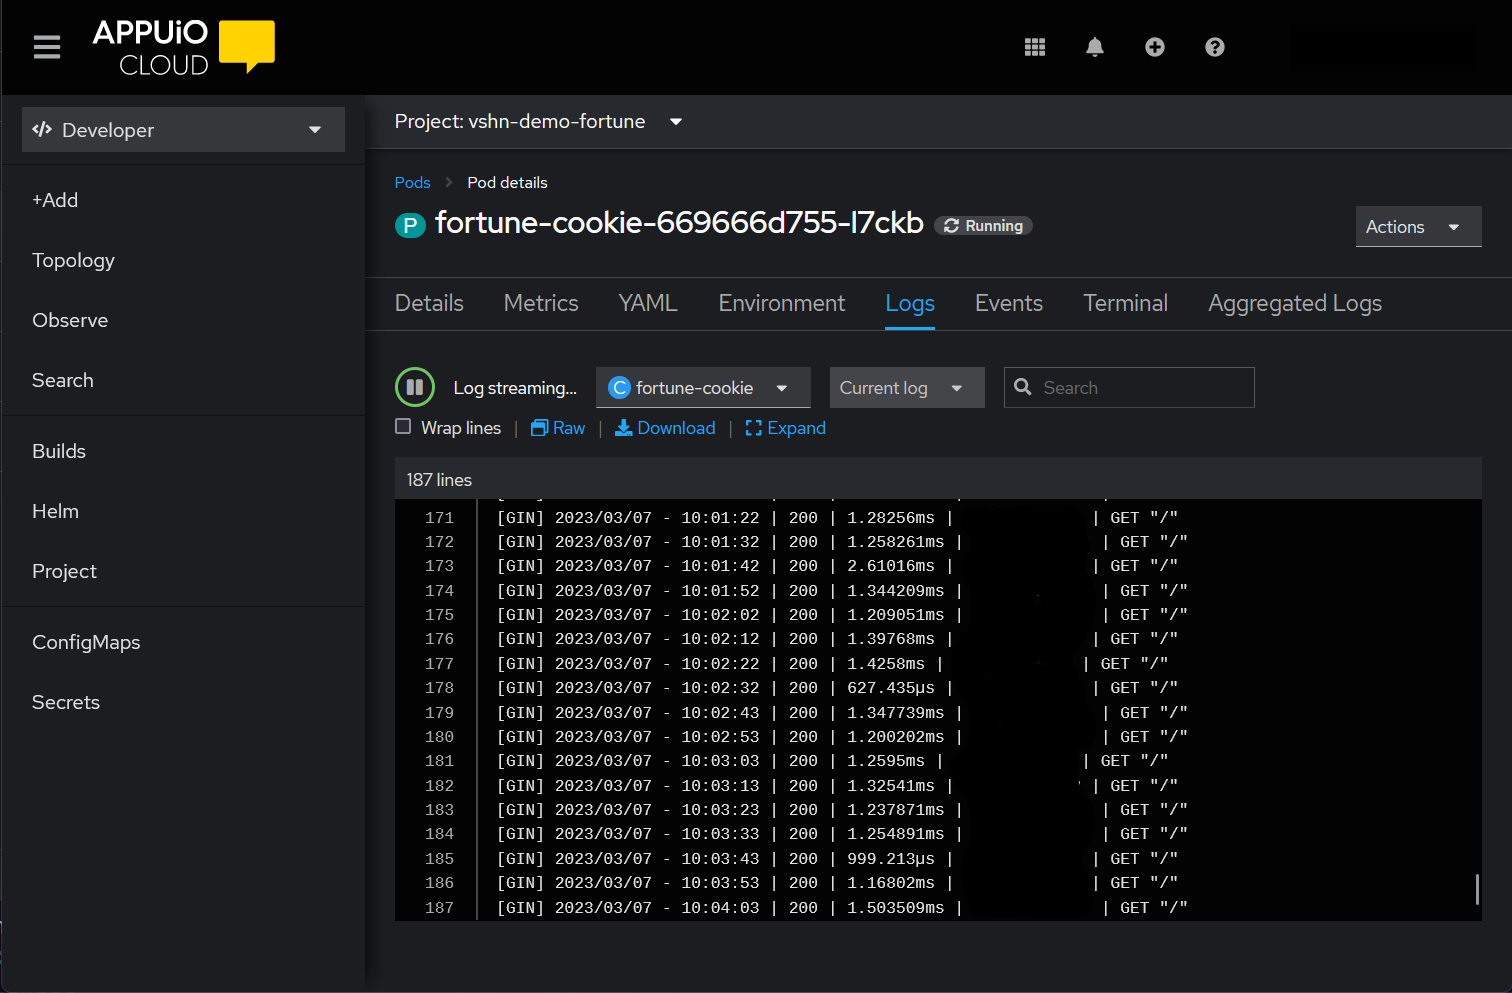 APPUiO
CLOUD
Developer
Project: vshn-demo-fortune
+Add
Topology
Observe
Search
Builds
Helm
Project
ConfigMaps
Secrets
Pods > Pod details
P fortune-cookie-669666d755-l7ckb Running
Actions
Details Metrics YAML Environment Logs Events Terminal Aggregated Logs
Log streaming... C fortune-cookie Current log Search
Wrap lines | Raw | Download | Expand
187 lines
171 [GIN] 2023/03/07 - 10:01:22 | 200 | 1.28256ms | | GET "/"
172 [GIN] 2023/03/07 - 10:01:32 | 200 | 1.258261ms | | GET "/"
173 [GIN] 2023/03/07 - 10:01:42 | 200 | 2.61016ms | | GET "/"
174 [GIN] 2023/03/07 - 10:01:52 | 200 | 1.344209ms | | GET "/"
175 [GIN] 2023/03/07 - 10:02:02 | 200 | 1.209051ms | | GET "/"
176 [GIN] 2023/03/07 - 10:02:12 | 200 | 1.39768ms | | GET "/"
177 [GIN] 2023/03/07 - 10:02:22 | 200 | 1.4258ms | | GET "/"
178 [GIN] 2023/03/07 - 10:02:32 | 200 | 627.435µs | | GET "/"
179 [GIN] 2023/03/07 - 10:02:43 | 200 | 1.347739ms | | GET "/"
180 [GIN] 2023/03/07 - 10:02:53 | 200 | 1.200202ms | | GET "/"
181 [GIN] 2023/03/07 - 10:03:03 | 200 | 1.2595ms | | GET "/"
182 [GIN] 2023/03/07 - 10:03:13 | 200 | 1.32541ms | | GET "/"
183 [GIN] 2023/03/07 - 10:03:23 | 200 | 1.237871ms | | GET "/"
184 [GIN] 2023/03/07 - 10:03:33 | 200 | 1.254891ms | | GET "/"
185 [GIN] 2023/03/07 - 10:03:43 | 200 | 999.213µs | | GET "/"
186 [GIN] 2023/03/07 - 10:03:53 | 200 | 1.16802ms | | GET "/"
187 [GIN] 2023/03/07 - 10:04:03 | 200 | 1.503509ms | | GET "/"